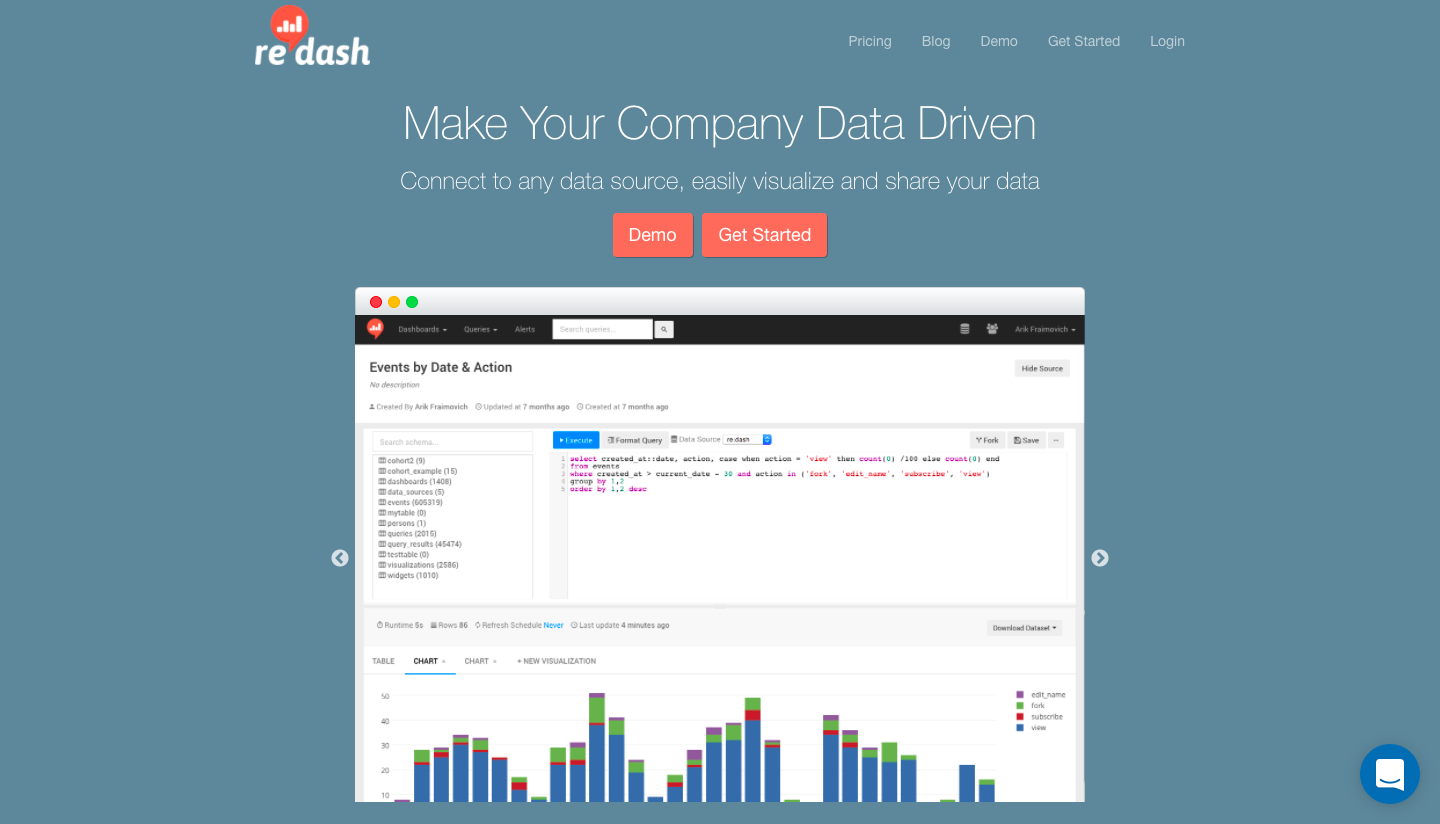 re dash
Pricing Blog Demo Get Started Login
Make Your Company Data Driven
Connect to any data source, easily visualize and share your data
Demo Get Started
Dashboards Queries Alerts Search queries... Arik Fraimovich
Events by Date & Action
Hide Source
No description
Created By Arik Fraimovich Updated at 7 months ago Created at 7 months ago
Search schema...
Execute Format Query Data Source re:dash Fork Save
cohort2 (9)
cohort_example (15)
dashboards (1408)
data_sources (5)
events (605319)
mytable (0)
persons (1)
queries (2015)
query_results (45474)
testtable (0)
visualizations (2586)
widgets (1010)
1 select created_at::date, action, case when action = 'view' then count(0) /100 else count(0) end
2 from events
3 where created_at > current_date - 30 and action in ('fork', 'edit_name', 'subscribe', 'view')
4 group by 1,2
5 order by 1,2 desc
Runtime 5s Rows 86 Refresh Schedule Never Last update 4 minutes ago
Download Dataset
TABLE CHART × CHART × + NEW VISUALIZATION
50
40
30
20
10
edit_name
fork
subscribe
view